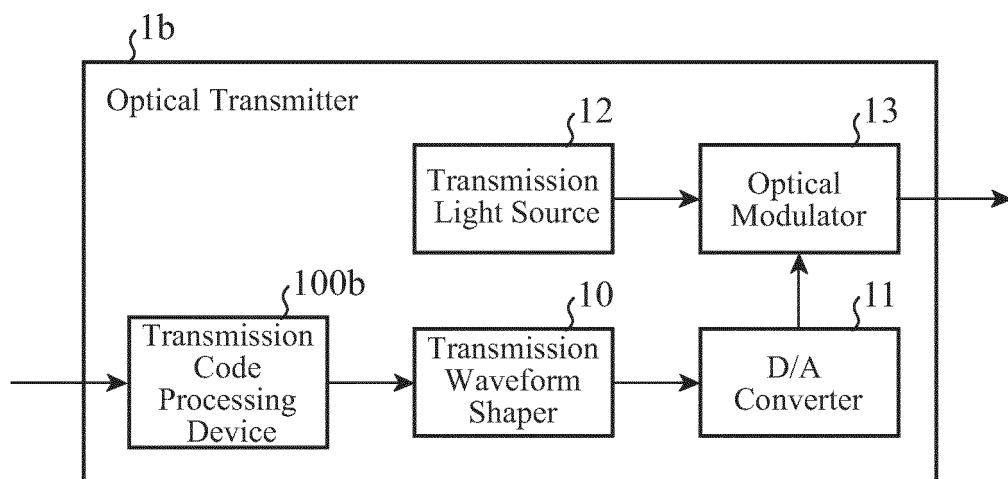 1b
Optical Transmitter
12
Transmission
Light Source
13
Optical
Modulator
100b
Transmission
Code
Processing
Device
10
Transmission
Waveform
Shaper
11
D/A
Converter